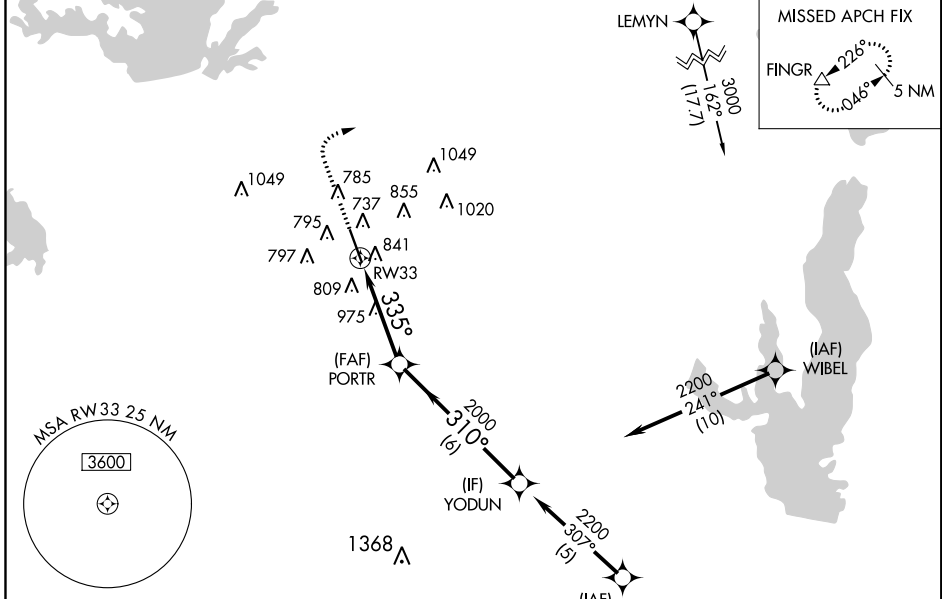 LEMYN
3000
162°
(17.7)
MISSED APCH FIX
FINGR
226°
046°
5 NM
1049
785
737
855
1049
1020
795
797
841
RW33
809
975
335°
(FAF)
PORTR
2000
310°
(6)
(IF)
YODUN
2200
307°
(5)
(IAF)
WIBEL
2200
241°
(10)
MSA RW33 25 NM
3600
1368
(IAF)